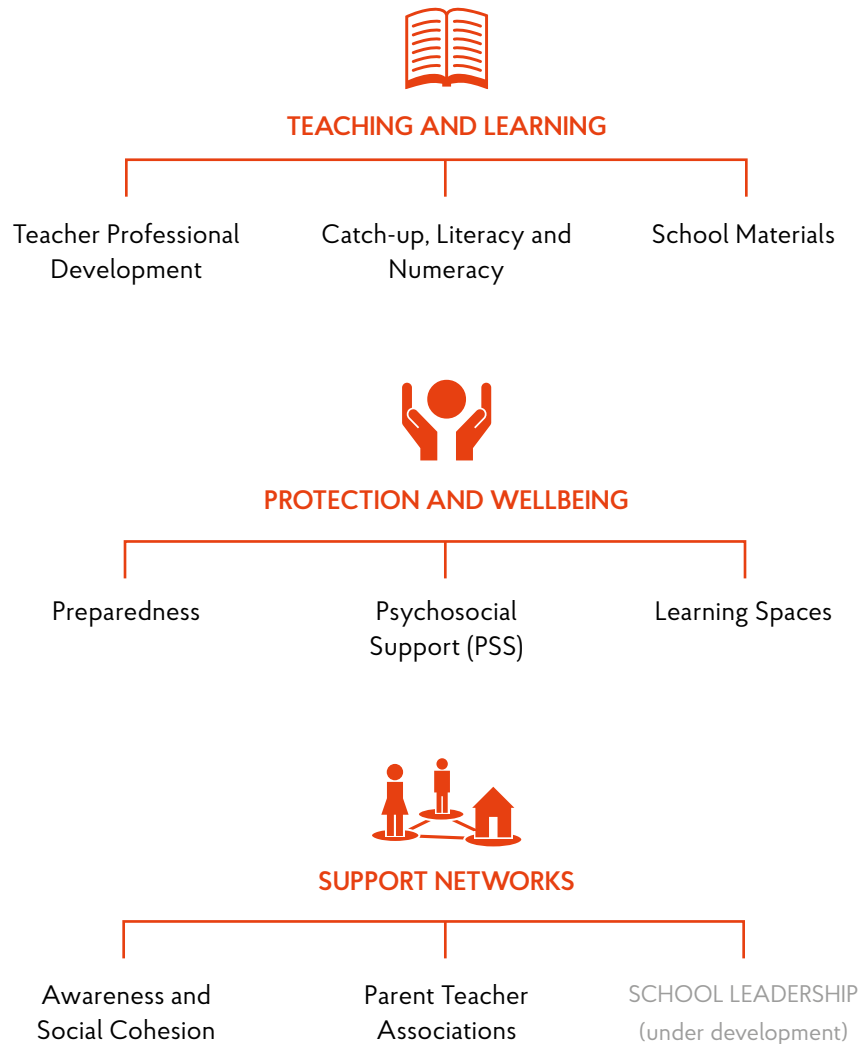 TEACHING AND LEARNING
Teacher Professional
Development
Catch-up, Literacy and
Numeracy
School Materials
PROTECTION AND WELLBEING
Preparedness
Psychosocial
Support (PSS)
Learning Spaces
SUPPORT NETWORKS
Awareness and
Social Cohesion
Parent Teacher
Associations
SCHOOL LEADERSHIP
(under development)